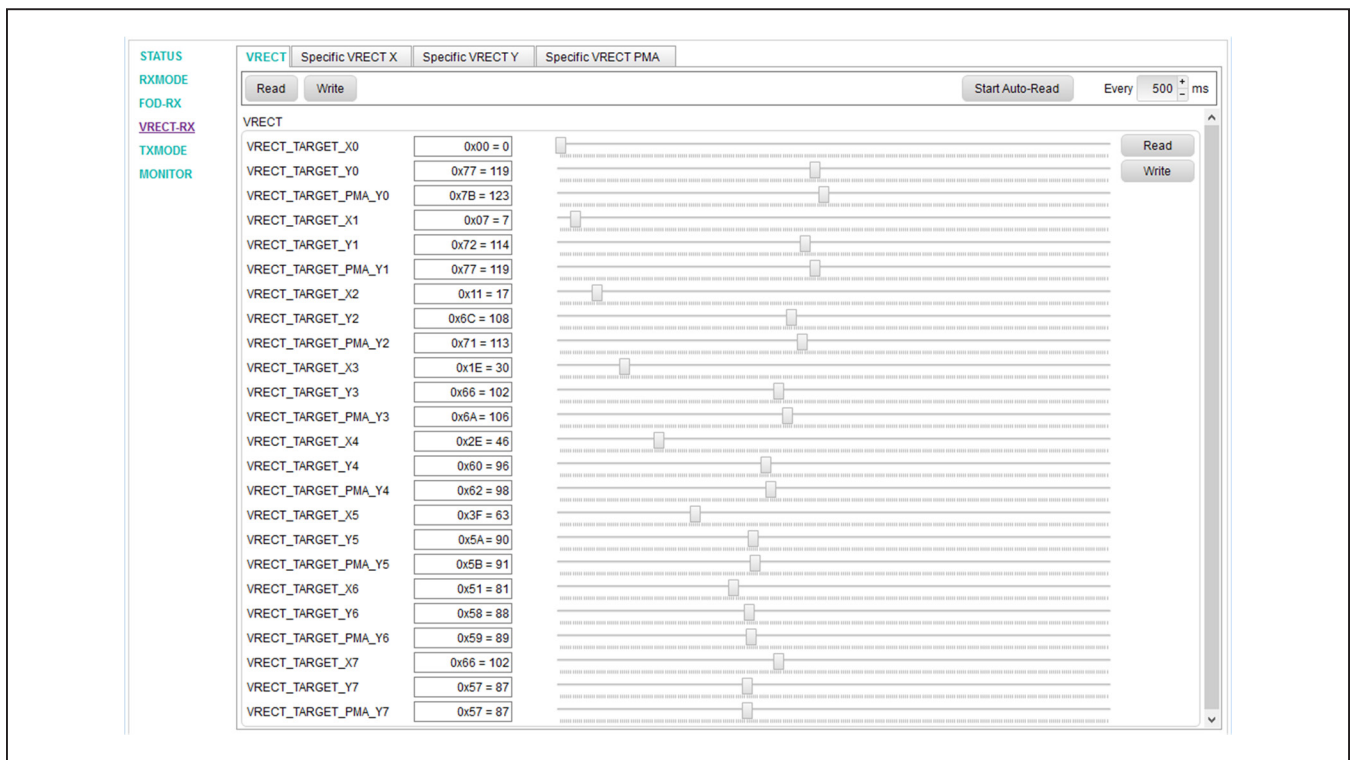 STATUS
RXMODE
FOD-RX
VRECT-RX
TXMODE
MONITOR
VRECT Specific VRECT X Specific VRECT Y Specific VRECT PMA
Read Write Start Auto-Read Every 500 + - ms
VRECT
VRECT_TARGET_X0 0x00 = 0 Read
VRECT_TARGET_Y0 0x77 = 119 Write
VRECT_TARGET_PMA_Y0 0x7B = 123
VRECT_TARGET_X1 0x07 = 7
VRECT_TARGET_Y1 0x72 = 114
VRECT_TARGET_PMA_Y1 0x77 = 119
VRECT_TARGET_X2 0x11 = 17
VRECT_TARGET_Y2 0x6C = 108
VRECT_TARGET_PMA_Y2 0x71 = 113
VRECT_TARGET_X3 0x1E = 30
VRECT_TARGET_Y3 0x66 = 102
VRECT_TARGET_PMA_Y3 0x6A = 106
VRECT_TARGET_X4 0x2E = 46
VRECT_TARGET_Y4 0x60 = 96
VRECT_TARGET_PMA_Y4 0x62 = 98
VRECT_TARGET_X5 0x3F = 63
VRECT_TARGET_Y5 0x5A = 90
VRECT_TARGET_PMA_Y5 0x5B = 91
VRECT_TARGET_X6 0x51 = 81
VRECT_TARGET_Y6 0x58 = 88
VRECT_TARGET_PMA_Y6 0x59 = 89
VRECT_TARGET_X7 0x66 = 102
VRECT_TARGET_Y7 0x57 = 87
VRECT_TARGET_PMA_Y7 0x57 = 87